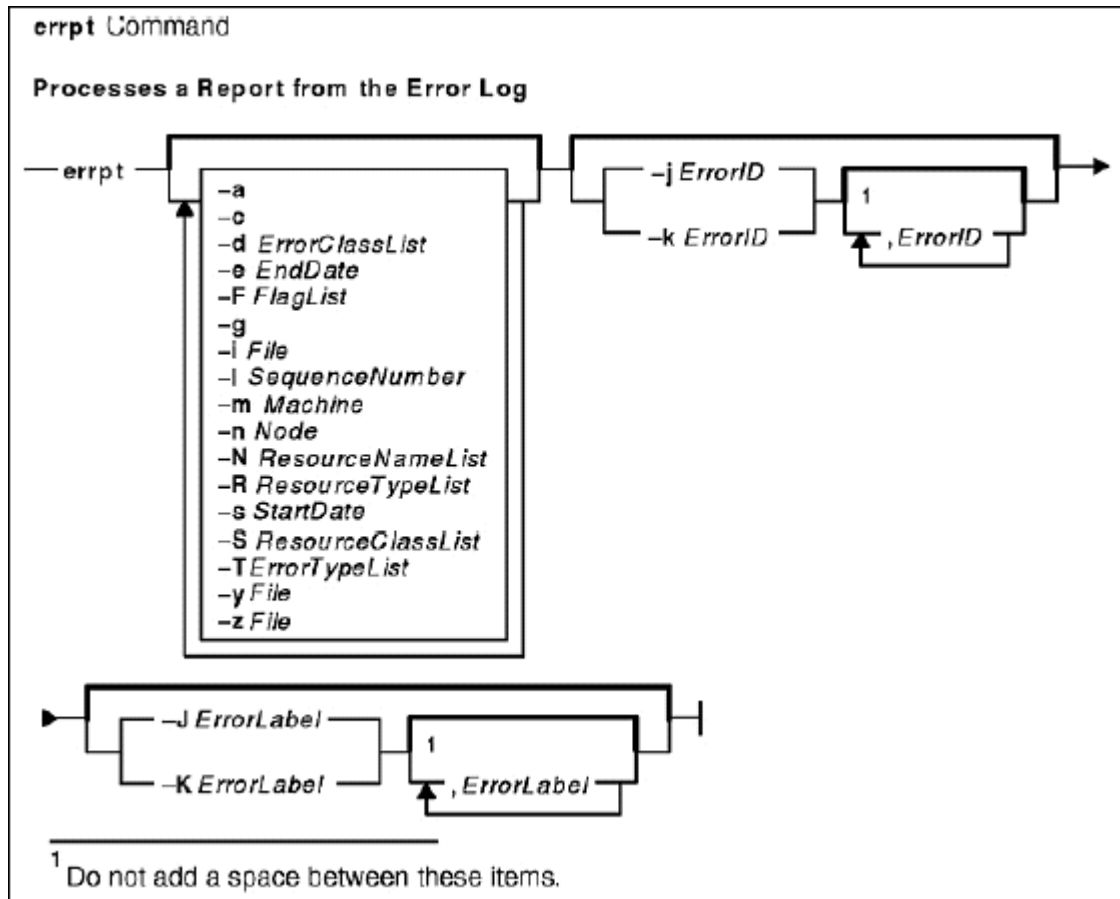 errpt Command
Processes a Report from the Error Log
errpt
-a
-c
-d ErrorClassList
-e EndDate
-F FlagList
-g
-i File
-l SequenceNumber
-m Machine
-n Node
-N ResourceNameList
-R ResourceTypeList
-s StartDate
-S ResourceClassList
-T ErrorTypeList
-y File
-z File
-j ErrorID
-k ErrorID
1
, ErrorID
-J ErrorLabel
-K ErrorLabel
1
, ErrorLabel
1 Do not add a space between these items.